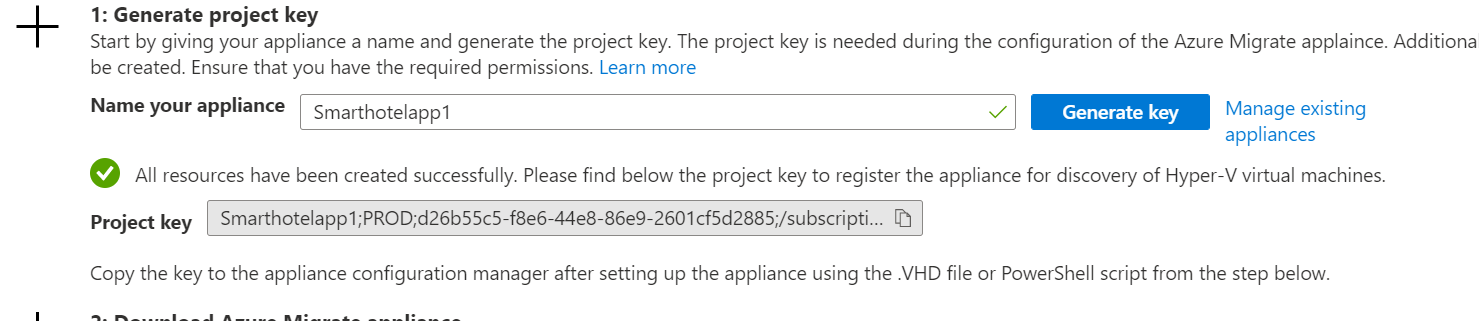 1: Generate project key
Start by giving your appliance a name and generate the project key. The project key is needed during the configuration of the Azure Migrate applaince. Additiona
be created. Ensure that you have the required permissions. Learn more
Name your appliance Smarthotelapp1 Generate key Manage existing
appliances
All resources have been created successfully. Please find below the project key to register the appliance for discovery of Hyper-V virtual machines.
Project key Smarthotelapp1;PROD;d26b55c5-f8e6-44e8-86e9-2601cf5d2885;/subscripti...
Copy the key to the appliance configuration manager after setting up the appliance using the .VHD file or PowerShell script from the step below.
2: Download Azure Migrate appliance